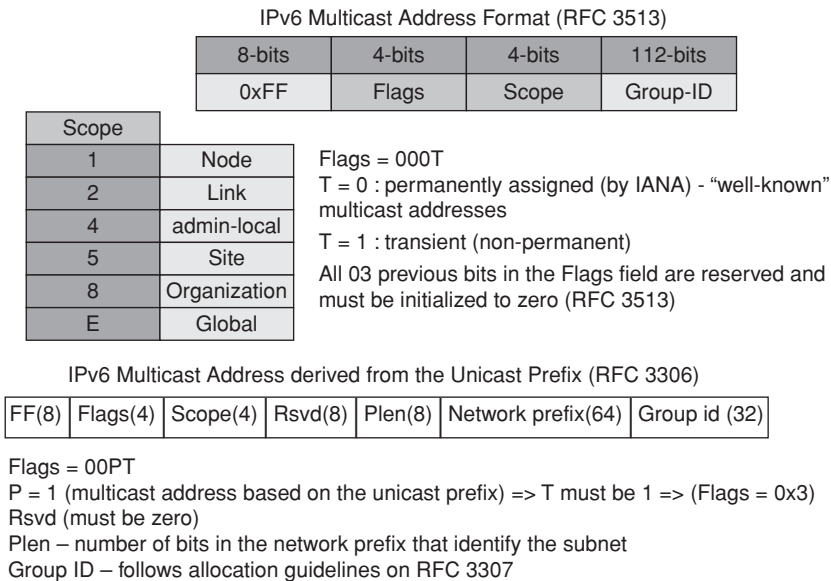 IPv6 Multicast Address Format (RFC 3513)
8-bits 4-bits 4-bits 112-bits
0xFF Flags Scope Group-ID
Scope
1 Node
2 Link
4 admin-local
5 Site
8 Organization
E Global
Flags = 000T
T = 0 : permanently assigned (by IANA) - “well-known”
multicast addresses
T = 1 : transient (non-permanent)
All 03 previous bits in the Flags field are reserved and
must be initialized to zero (RFC 3513)
IPv6 Multicast Address derived from the Unicast Prefix (RFC 3306)
FF(8) Flags(4) Scope(4) Rsvd(8) Plen(8) Network prefix(64) Group id (32)
Flags = 00PT
P = 1 (multicast address based on the unicast prefix) => T must be 1 => (Flags = 0x3)
Rsvd (must be zero)
Plen – number of bits in the network prefix that identify the subnet
Group ID – follows allocation guidelines on RFC 3307